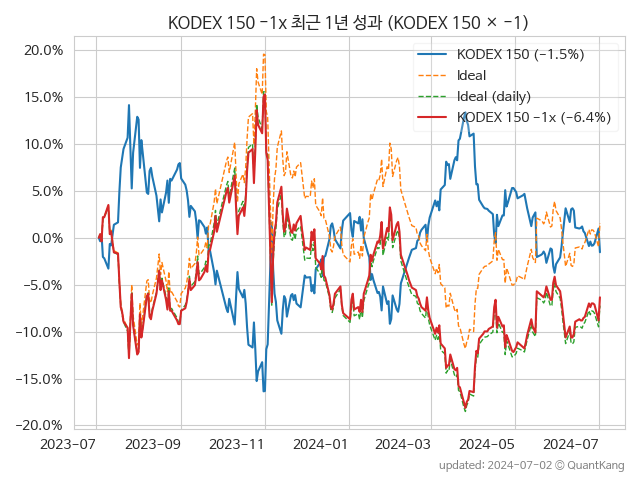 KODEX 150 -1x 최근 1년 성과 (KODEX 150 × -1)
KODEX 150 (-1.5%)
Ideal
Ideal (daily)
KODEX 150 -1x (-6.4%)
20.0%
15.0%
10.0%
5.0%
0.0%
-5.0%
-10.0%
-15.0%
-20.0%
2023-07
2023-09
2023-11
2024-01
2024-03
2024-05
2024-07
updated: 2024-07-02 © QuantKang